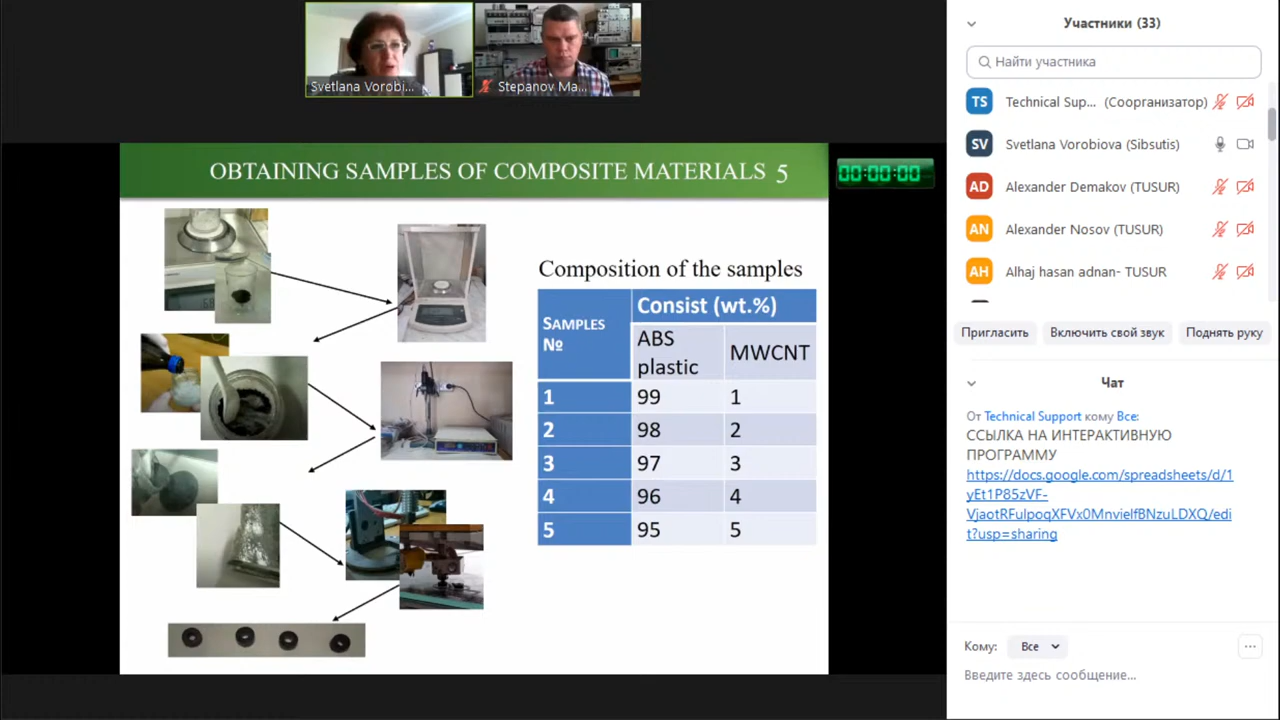 Svetlana Vorobi...
Stepanov Ma...
OBTAINING SAMPLES OF COMPOSITE MATERIALS 5
00:00:00
Composition of the samples
SAMPLES №
Consist (wt.%)
ABS plastic
MWCNT
1 99 1
2 98 2
3 97 3
4 96 4
5 95 5
Участники (33)
Найти участника
TS Technical Sup... (Соорганизатор)
SV Svetlana Vorobiova (Sibsutis)
AD Alexander Demakov (TUSUR)
AN Alexander Nosov (TUSUR)
AH Alhaj hasan adnan- TUSUR
Пригласить Включить свой звук Поднять руку
Чат
От Technical Support кому Все:
ССЫЛКА НА ИНТЕРАКТИВНУЮ
ПРОГРАММУ
https://docs.google.com/spreadsheets/d/1
yEt1P85zVF-
VjaotRFulpoqXFVx0MnvielfBNzuLDXQ/edi
t?usp=sharing
Кому: Все
Введите здесь сообщение...